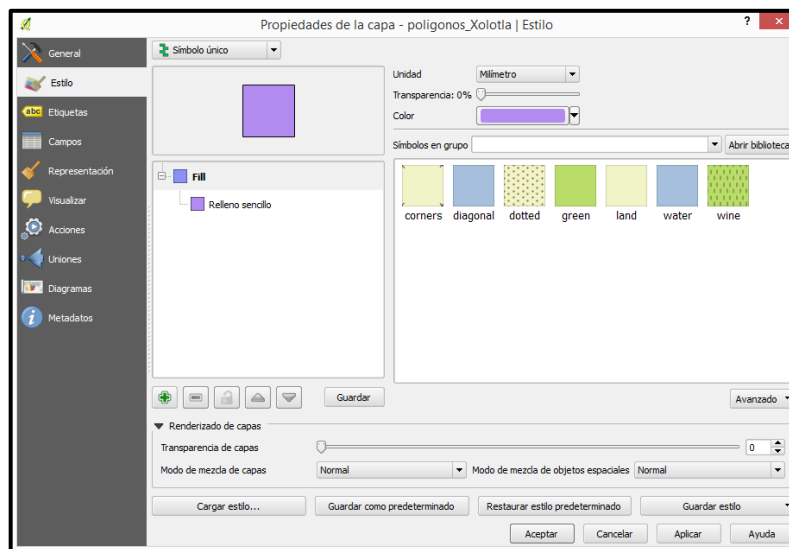 Propiedades de la capa - poligonos_Xolotla | Estilo
?
General
Estilo
abc Etiquetas
Campos
Representación
Visualizar
Acciones
Uniones
Diagramas
Metadatos
Símbolo único
Unidad Milímetro
Transparencia: 0%
Color
Símbolos en grupo Abrir biblioteca
Fill
Relleno sencillo
corners diagonal dotted green land water wine
Guardar
Avanzado
Renderizado de capas
Transparencia de capas 0
Modo de mezcla de capas Normal Modo de mezcla de objetos espaciales Normal
Cargar estilo... Guardar como predeterminado Restaurar estilo predeterminado Guardar estilo
Aceptar Cancelar Aplicar Ayuda